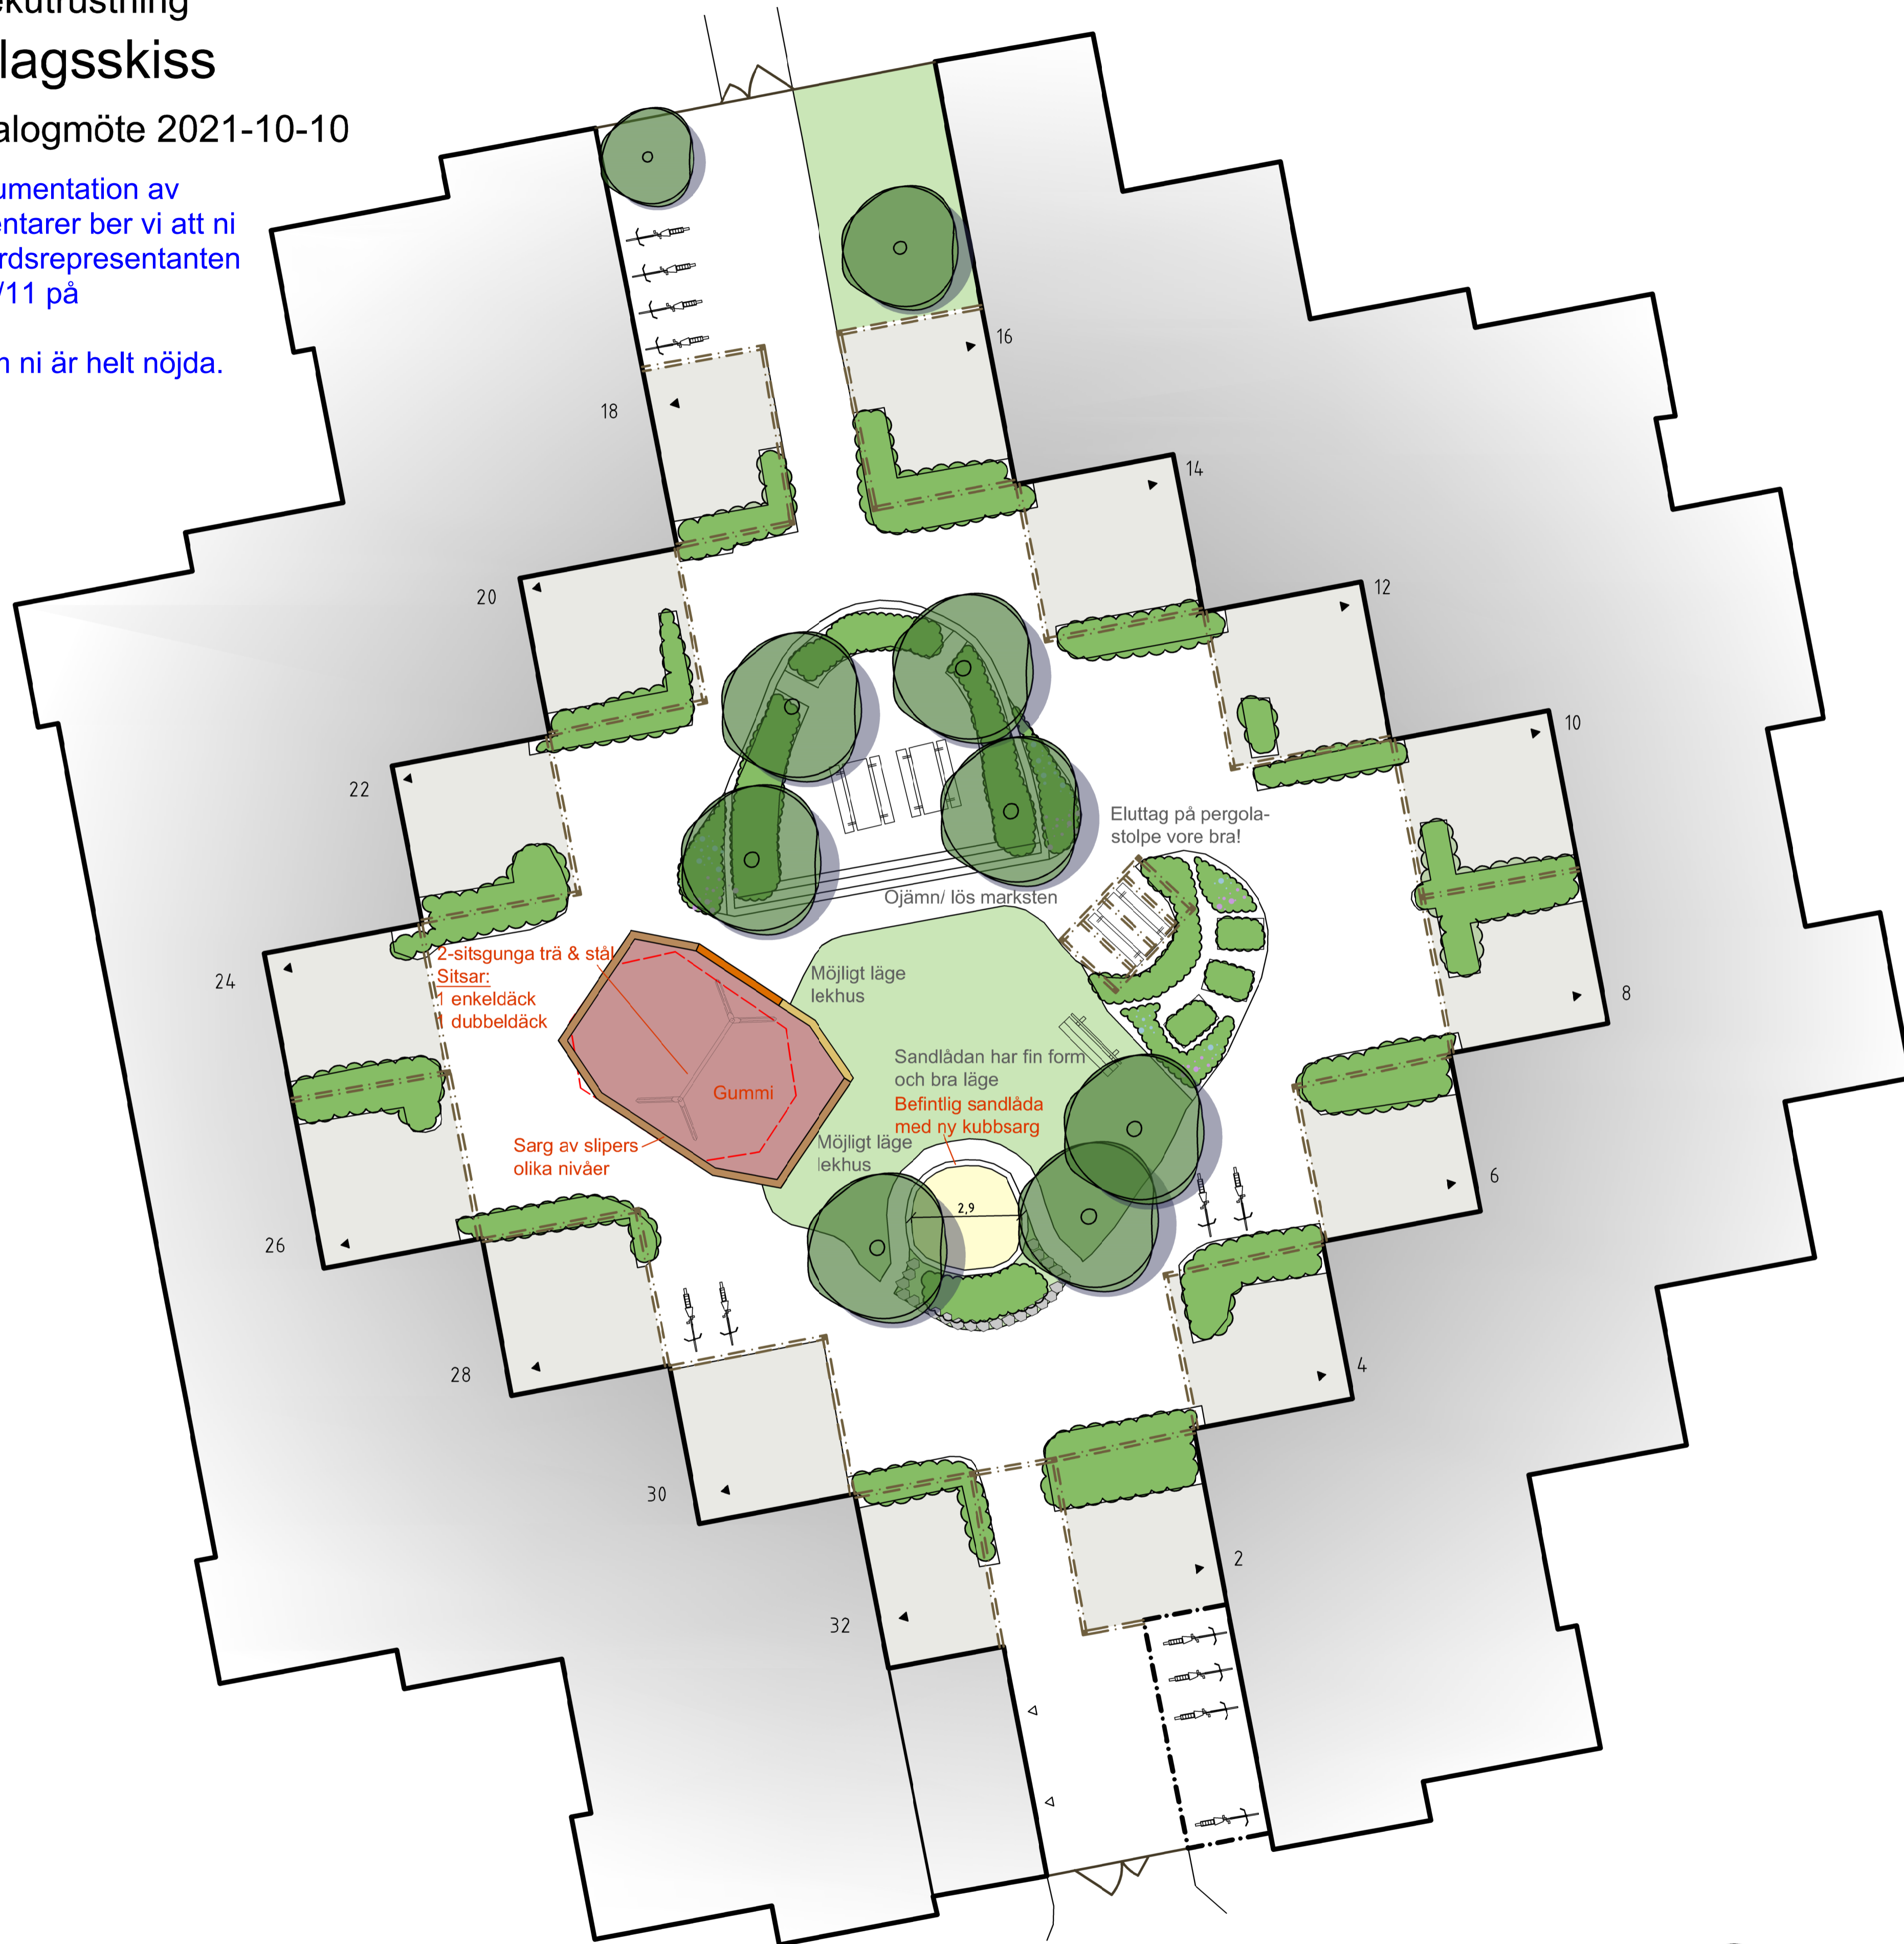 ekutrustning
lagsskiss
alogmöte 2021-10-10
umentation av
entarer ber vi att ni
rdsrepresentanten
/11 på
n ni är helt nöjda.
16
18
14
12
20
10
22
Eluttag på pergola-
stolpe vore bra!
Ojämn/ lös marksten
2-sitsgunga trä & stål
Sitsar:
1 enkeldäck
1 dubbeldäck
24
Möjligt läge
lekhus
8
Sandlådan har fin form
och bra läge
Befintlig sandlåda
med ny kubbsarg
Gummi
Sarg av slipers
olika nivåer
Möjligt läge
lekhus
6
2,9
26
28
4
30
2
32